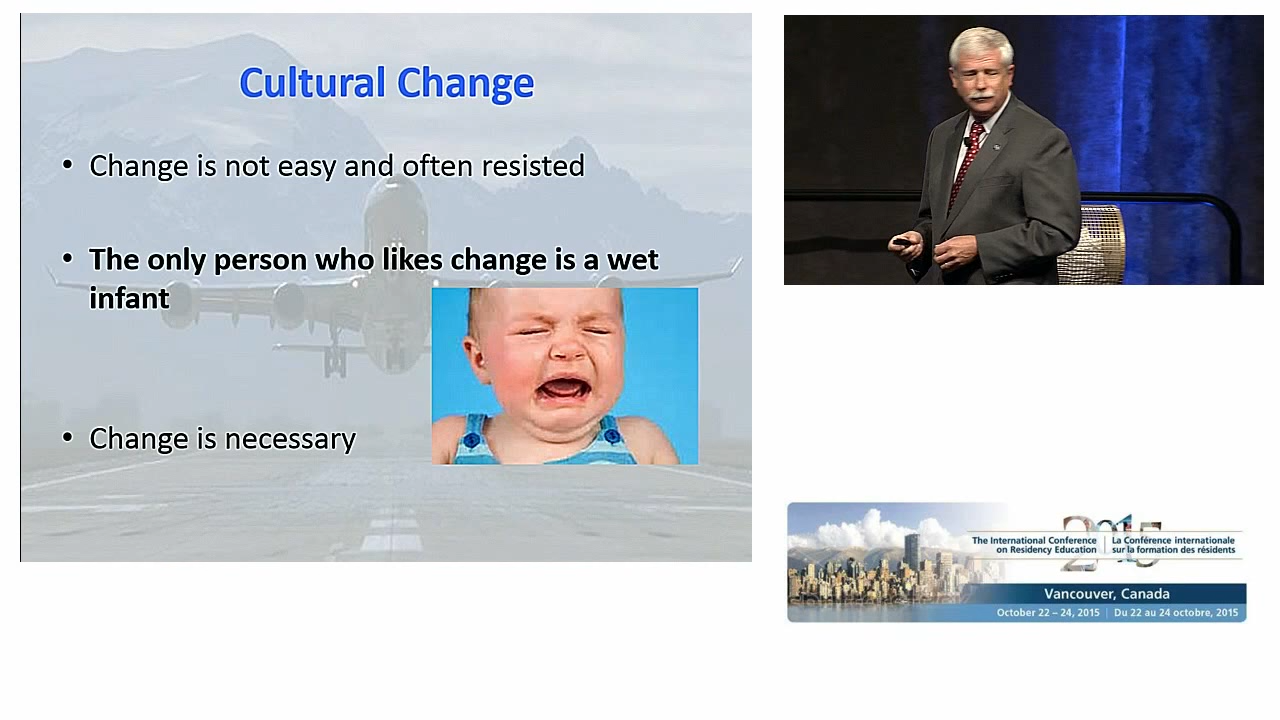 Cultural Change
• Change is not easy and often resisted
• The only person who likes change is a wet
infant
• Change is necessary
2015
The International Conference
on Residency Education
La Conférence internationale
sur la formation des résidents
Vancouver, Canada
October 22 – 24, 2015 | Du 22 au 24 octobre, 2015